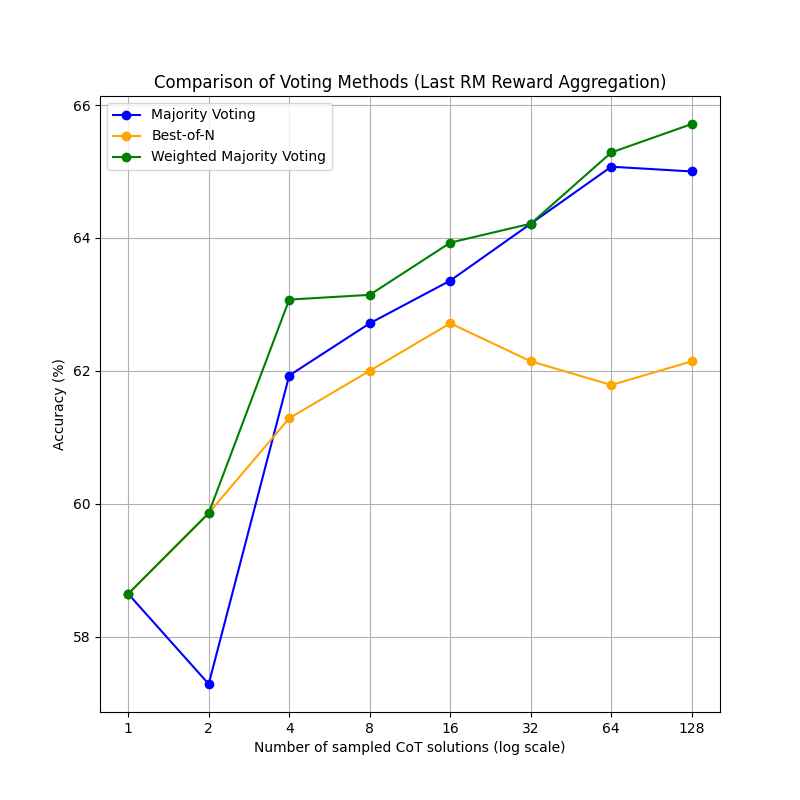 Comparison of Voting Methods (Last RM Reward Aggregation)
Majority Voting
Best-of-N
Weighted Majority Voting
66
64
62
60
58
Accuracy (%)
1 2 4 8 16 32 64 128
Number of sampled CoT solutions (log scale)